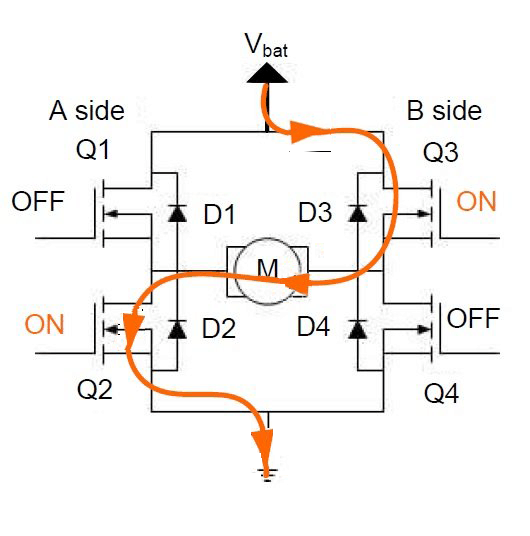 Vbat
A side
B side
Q1
Q3
OFF
D1
D3
ON
M
ON
D2
D4
OFF
Q2
Q4